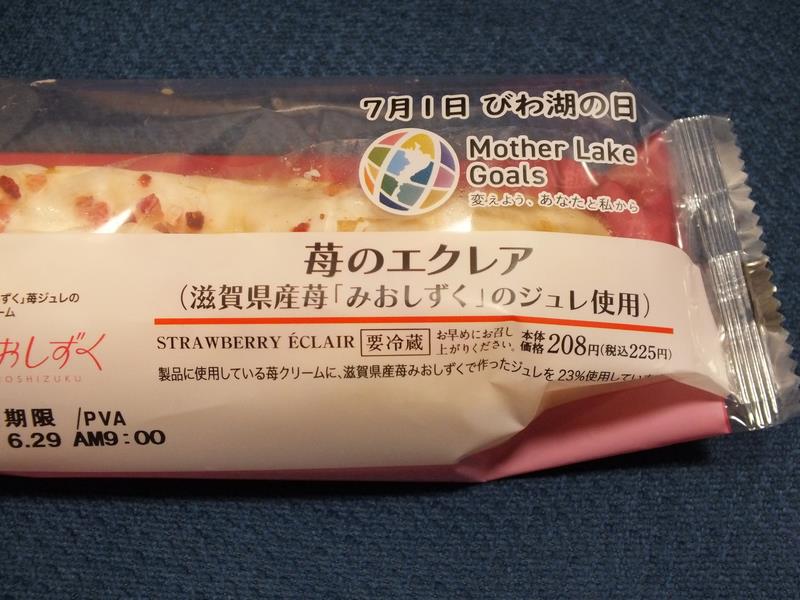 7月1日 びわ湖の日
Mother Lake
Goals
変えよう、あなたと私から
苺のエクレア
(滋賀県産苺「みおしずく」のジュレ使用)
ずく」苺ジュレの
ーム
おしずく
OSHIZUKU
STRAWBERRY ÉCLAIR 要冷蔵 お早めにお召し上がりください。 本体価格 208円(税込225円)
製品に使用している苺クリームに、滋賀県産苺みおしずくで作ったジュレを 23%使用してい
期限 /PVA
6.29 AM9:00